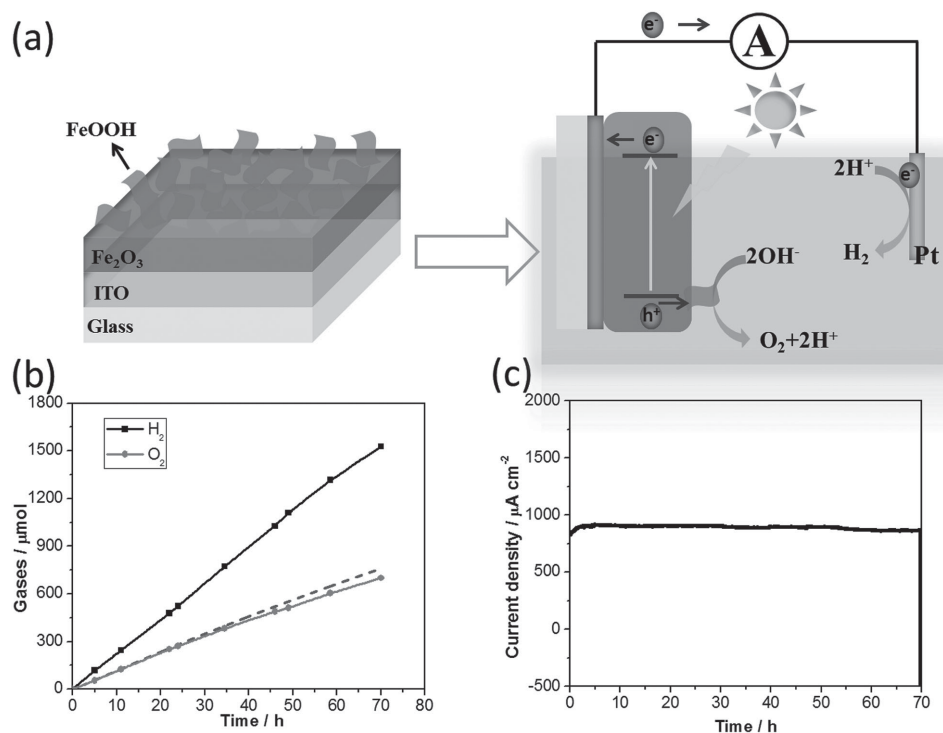 (a)
FeOOH
Fe₂O₃
ITO
Glass
e⁻
A
e⁻
h⁺
2OH⁻
O₂+2H⁺
2H⁺
e⁻
H₂
Pt
(b)
1800
1500
1200
900
600
300
0
H₂
O₂
Gases / μmol
0 10 20 30 40 50 60 70 80
Time / h
(c)
2000
1500
1000
500
0
-500
Current density / μA cm⁻²
0 10 20 30 40 50 60 70
Time / h